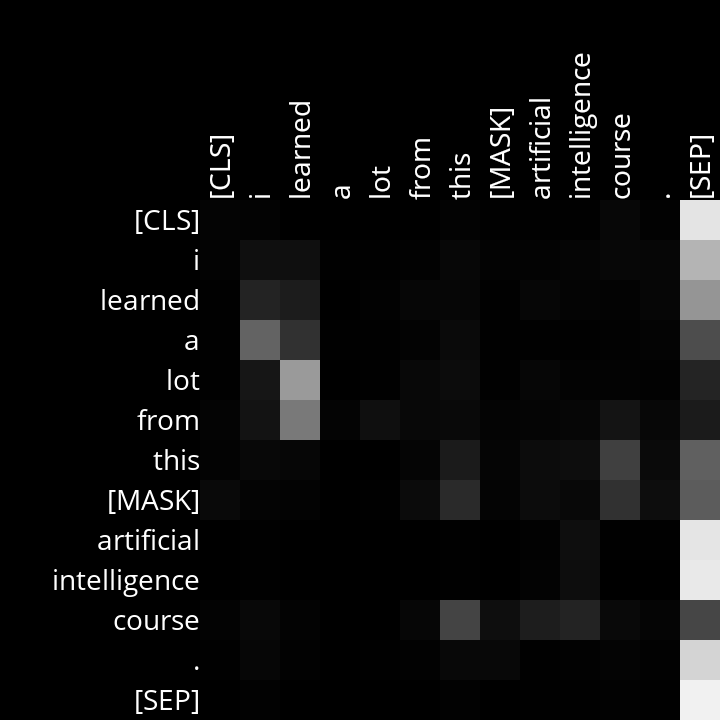 [CLS]
i
learned
a
lot
from
this
[MASK]
artificial
intelligence
course
.
[SEP]
[CLS]
i
learned
a
lot
from
this
[MASK]
artificial
intelligence
course
.
[SEP]